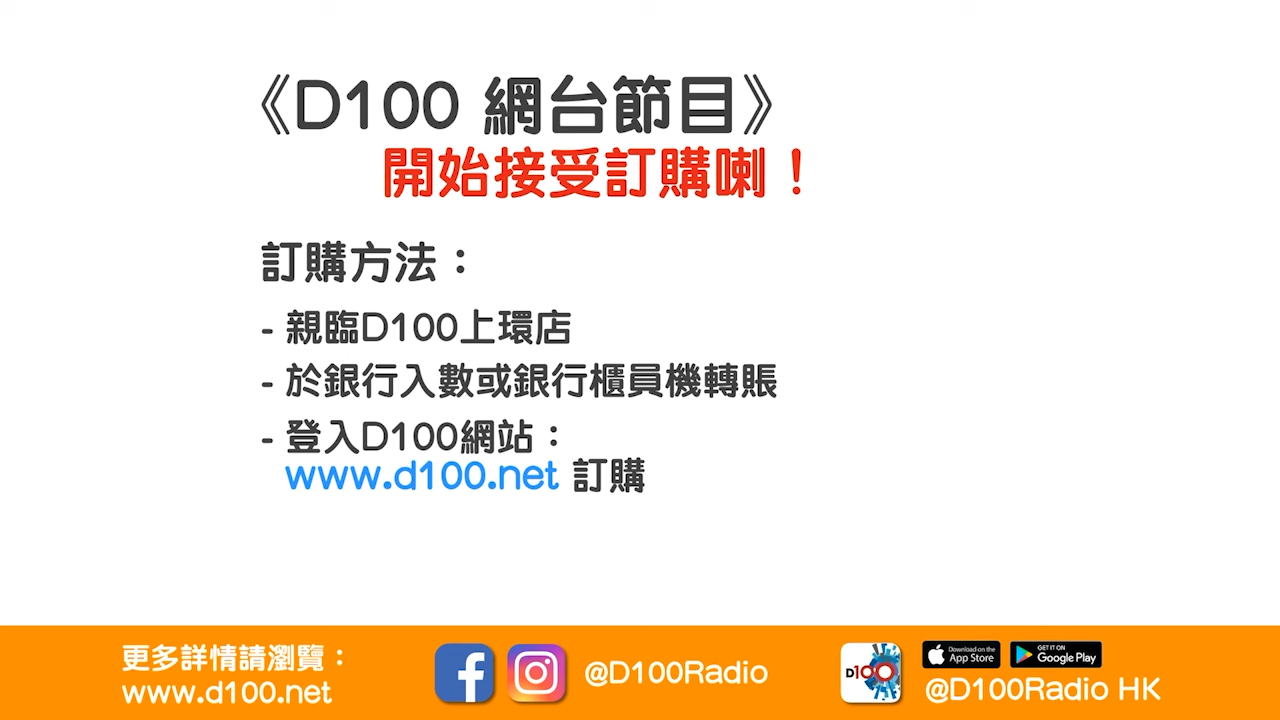 《D100 網台節目》
開始接受訂購喇！
訂購方法：
- 親臨D100上環店
- 於銀行入數或銀行櫃員機轉賬
- 登入D100網站：
www.d100.net 訂購
更多詳情請瀏覽：
www.d100.net
@D100Radio
D100
Download on the
App Store
GET IT ON
Google Play
@D100Radio HK